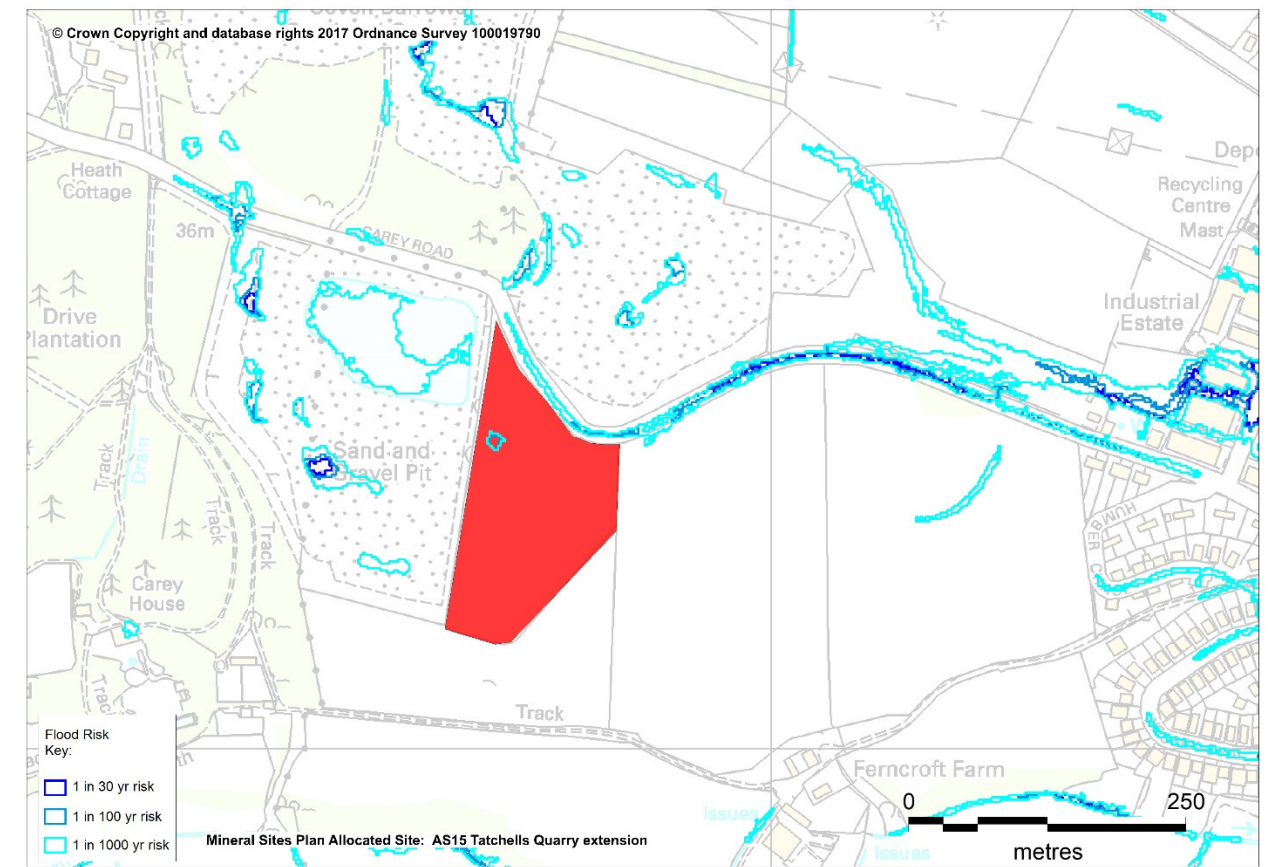 © Crown Copyright and database rights 2017 Ordnance Survey 100019790
Heath
Cottage
36m
CAREY ROAD
Recycling
Centre
Mast
Industrial
Estate
Drive
Plantation
Sand and
Gravel Pit
Track
Drain
Track
Track
Carey
House
Track
Track
Ferncroft Farm
Issues
Issues
Flood Risk
Key:
1 in 30 yr risk
1 in 100 yr risk
1 in 1000 yr risk
Mineral Sites Plan Allocated Site: AS15 Tatchells Quarry extension
0 250
metres